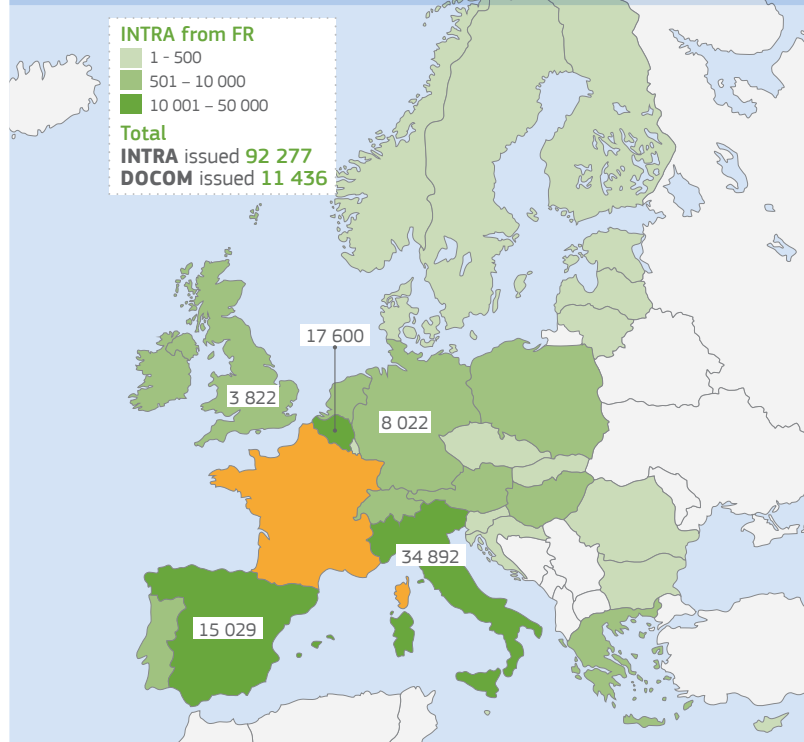 INTRA from FR
1 - 500
501 – 10 000
10 001 – 50 000
Total
INTRA issued 92 277
DOCOM issued 11 436
17 600
3 822
8 022
34 892
15 029